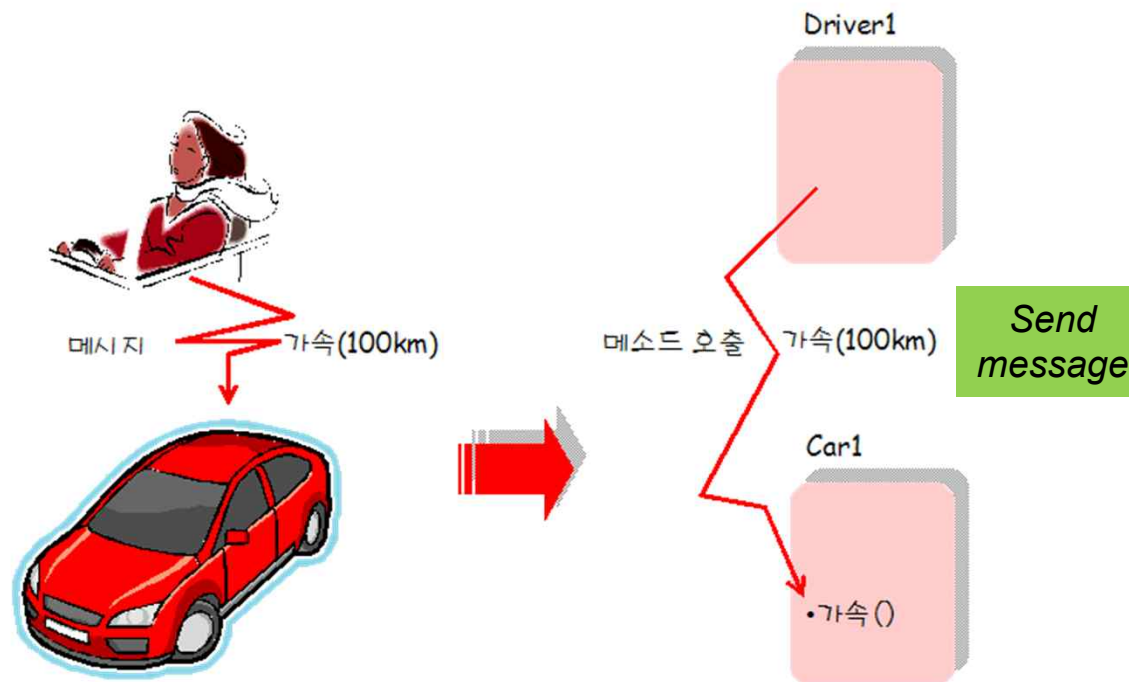 메시지
가속(100km)
Driver1
메소드 호출
가속(100km)
Send
message
Car1
•가속()